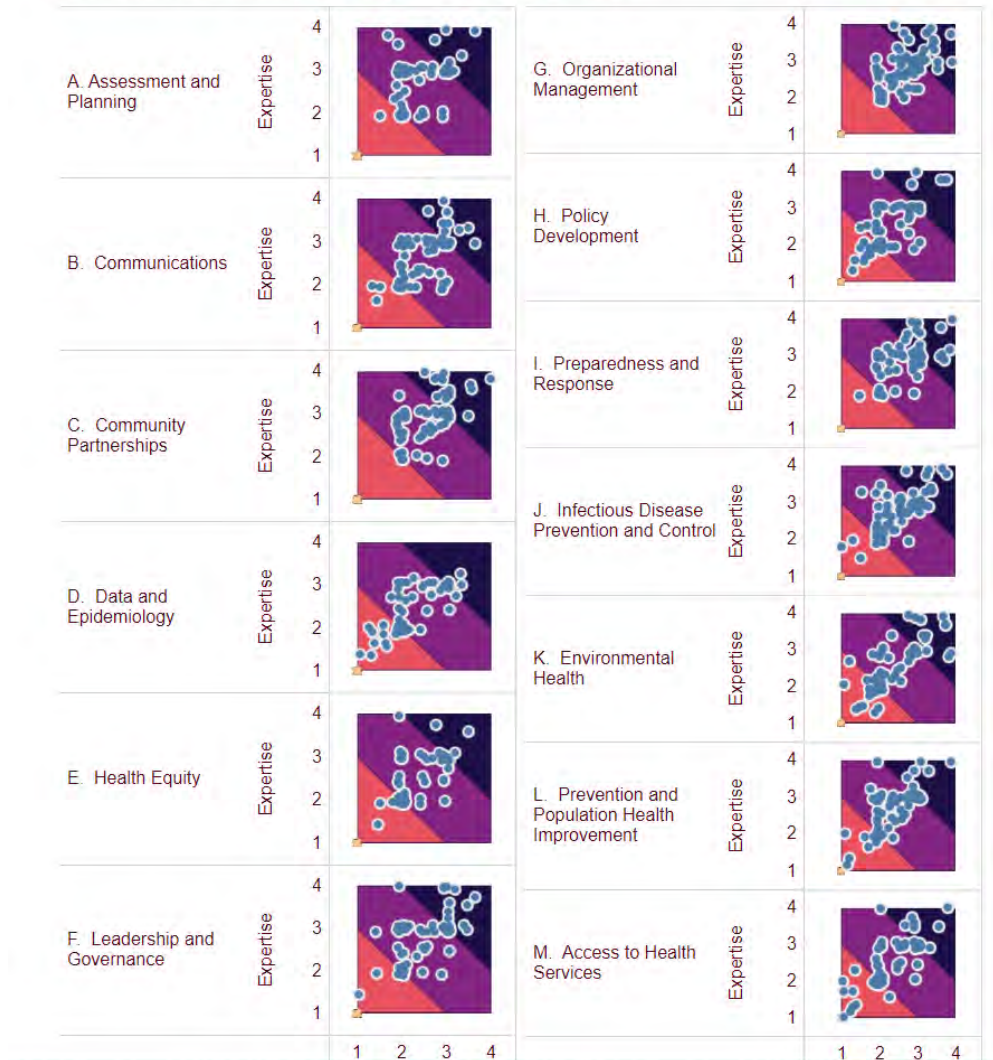 4
A. Assessment and
Planning
Expertise
3
2
1
4
B. Communications
Expertise
3
2
1
4
C. Community
Partnerships
Expertise
3
2
1
4
D. Data and
Epidemiology
Expertise
3
2
1
4
E. Health Equity
Expertise
3
2
1
4
F. Leadership and
Governance
Expertise
3
2
1
1 2 3 4
4
G. Organizational
Management
Expertise
3
2
1
4
H. Policy
Development
Expertise
3
2
1
4
I. Preparedness and
Response
Expertise
3
2
1
4
J. Infectious Disease
Prevention and Control
Expertise
3
2
1
4
K. Environmental
Health
Expertise
3
2
1
4
L. Prevention and
Population Health
Improvement
Expertise
3
2
1
4
M. Access to Health
Services
Expertise
3
2
1
1 2 3 4